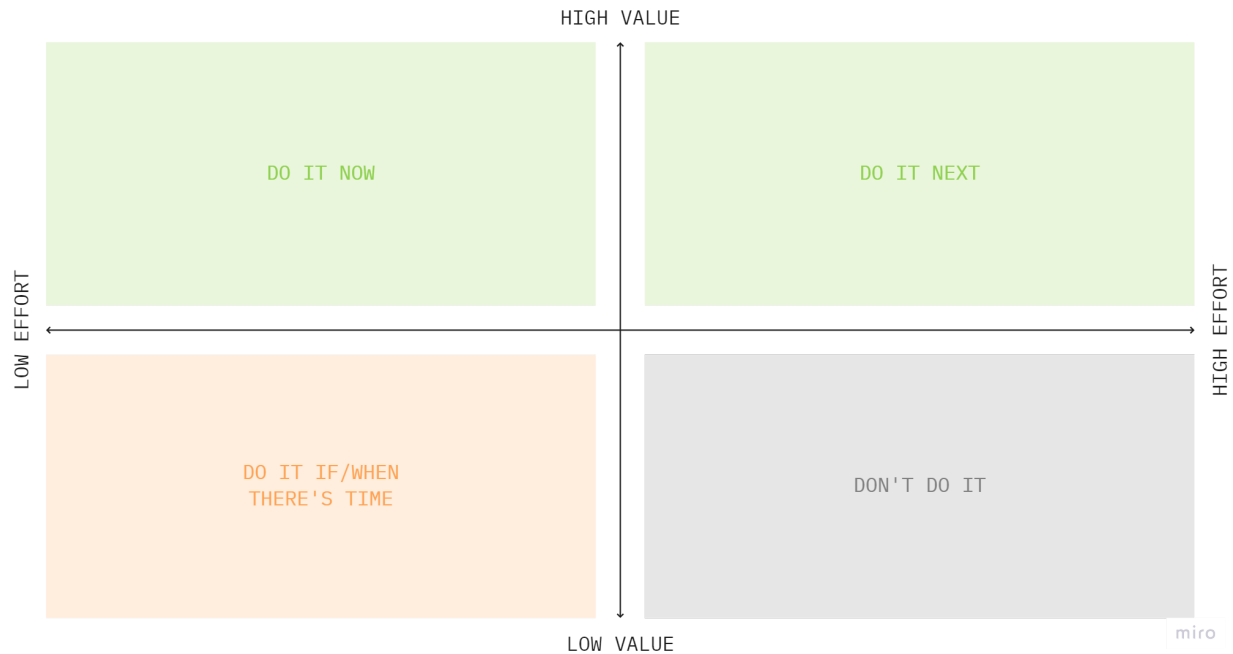 HIGH VALUE
DO IT NOW
DO IT NEXT
LOW EFFORT
HIGH EFFORT
DO IT IF/WHEN
THERE'S TIME
DON'T DO IT
LOW VALUE
miro